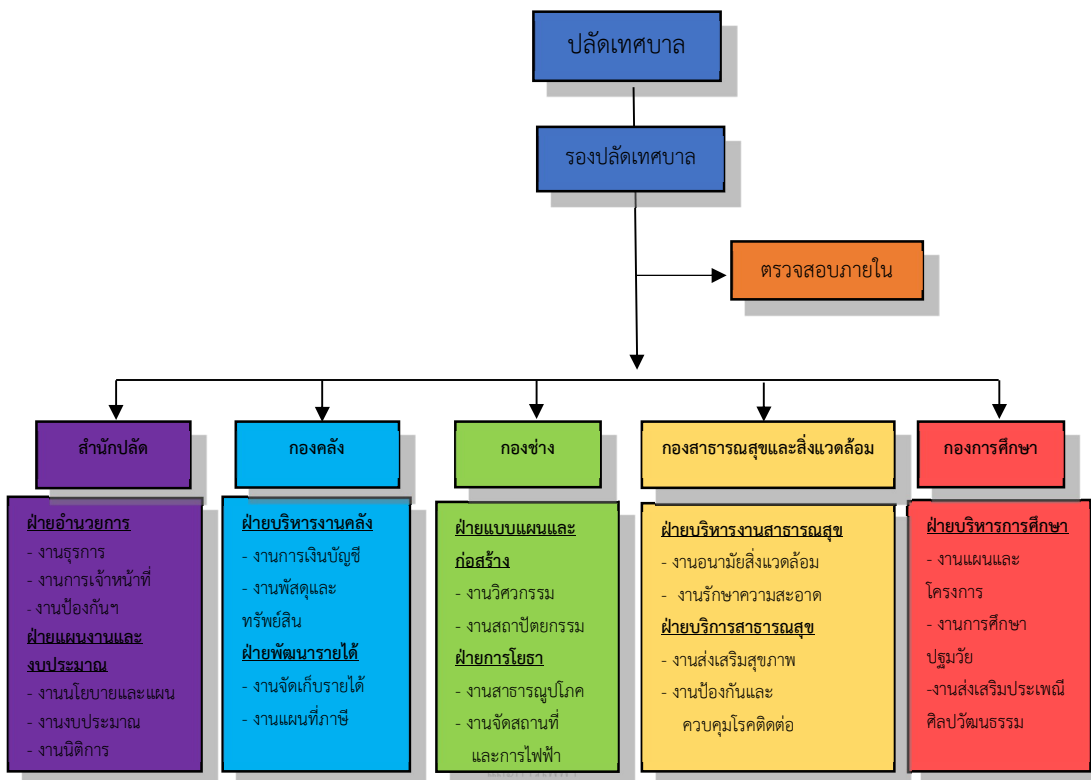 ปลัดเทศบาล
รองปลัดเทศบาล
ตรวจสอบภายใน
สำนักปลัด
กองคลัง
กองช่าง
กองสาธารณสุขและสิ่งแวดล้อม
กองการศึกษา
ฝ่ายอำนวยการ
- งานธุรการ
- งานการเจ้าหน้าที่
- งานป้องกันฯ
ฝ่ายแผนงานและ
งบประมาณ
- งานนโยบายและแผน
- งานงบประมาณ
- งานนิติการ
ฝ่ายบริหารงานคลัง
- งานการเงินบัญชี
- งานพัสดุและ
ทรัพย์สิน
ฝ่ายพัฒนารายได้
- งานจัดเก็บรายได้
- งานแผนที่ภาษี
ฝ่ายแบบแผนและ
ก่อสร้าง
- งานวิศวกรรม
- งานสถาปัตยกรรม
ฝ่ายการโยธา
- งานสาธารณูปโภค
- งานจัดสถานที่
และการไฟฟ้า
ฝ่ายบริหารงานสาธารณสุข
- งานอนามัยสิ่งแวดล้อม
- งานรักษาความสะอาด
ฝ่ายบริการสาธารณสุข
- งานส่งเสริมสุขภาพ
- งานป้องกันและ
ควบคุมโรคติดต่อ
ฝ่ายบริหารการศึกษา
- งานแผนและ
โครงการ
- งานการศึกษา
ปฐมวัย
-งานส่งเสริมประเพณี
ศิลปวัฒนธรรม